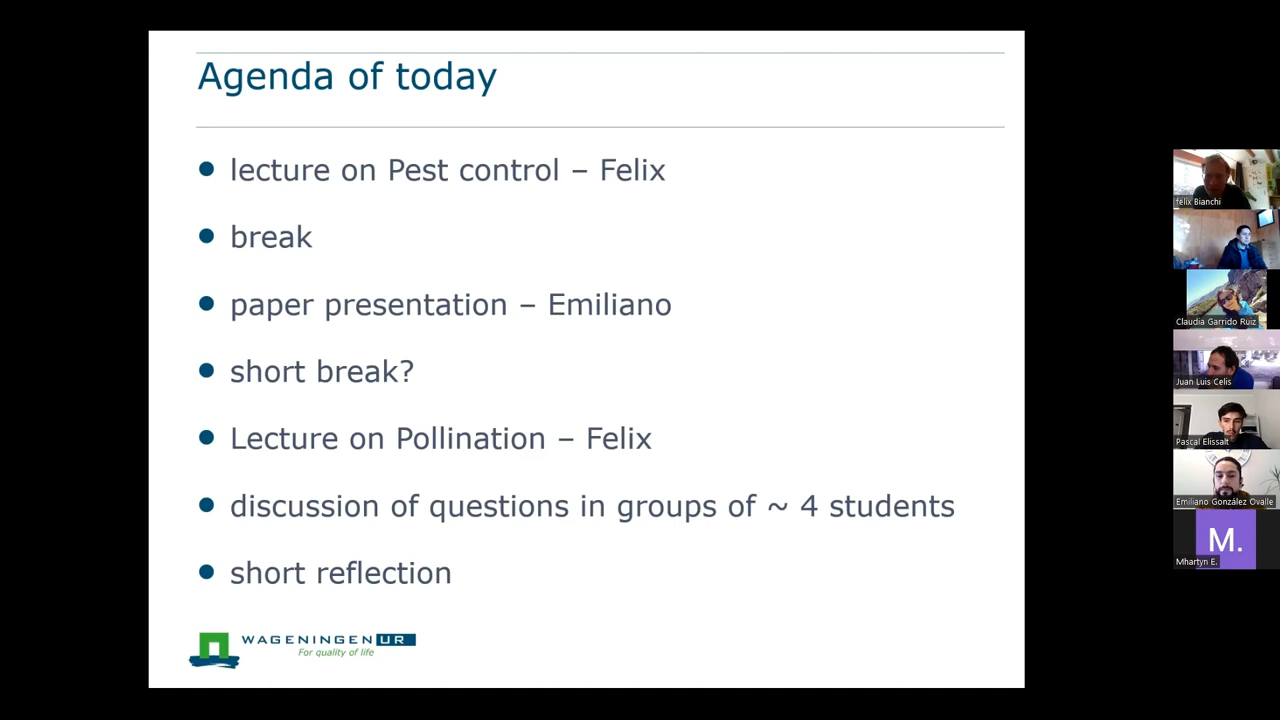 Agenda of today
● lecture on Pest control – Felix
● break
● paper presentation – Emiliano
● short break?
● Lecture on Pollination – Felix
● discussion of questions in groups of ~ 4 students
● short reflection
WAGENINGEN UR
For quality of life
felix Bianchi
Claudia Garrido Ruiz
Juan Luis Celis
Pascal Elissalt
Emiliano González Ovalle
M.
Mhartyn E.